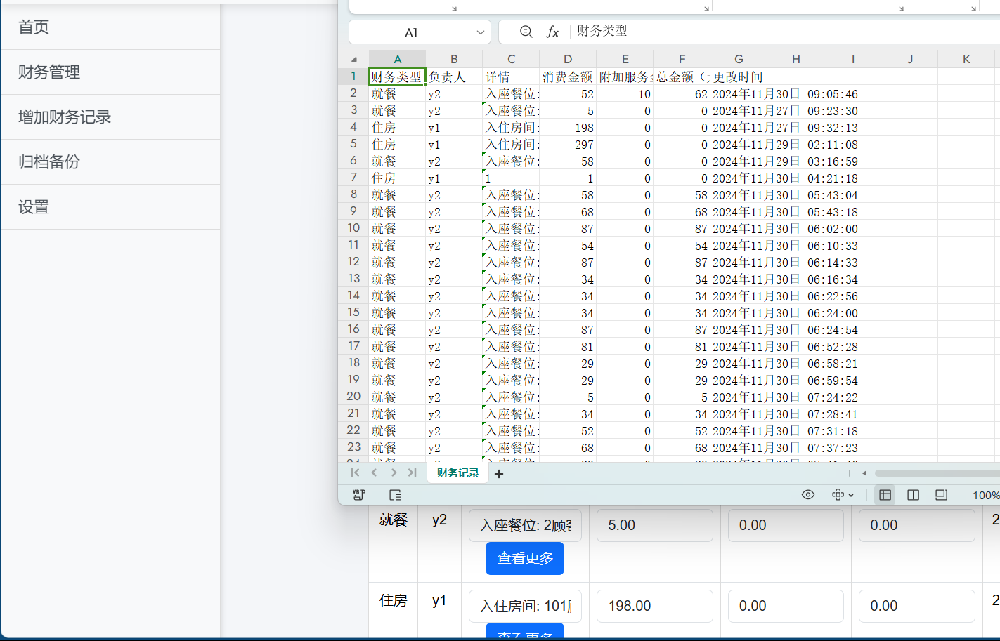 首页
财务管理
增加财务记录
归档备份
设置
A1 fx 财务类型
A B C D E F G H I J K
1 财务类型 负责人 详情 消费金额 附加服务 总金额 ( 更改时间
2 就餐 y2 入座餐位: 52 10 62 2024年11月30日 09:05:46
3 就餐 y2 入座餐位: 5 0 0 2024年11月27日 09:23:30
4 住房 y1 入住房间: 198 0 0 2024年11月27日 09:32:13
5 住房 y1 入住房间: 297 0 0 2024年11月29日 02:11:08
6 就餐 y2 入座餐位: 58 0 0 2024年11月29日 03:16:59
7 住房 y1 1 1 0 0 2024年11月30日 04:21:18
8 就餐 y2 入座餐位: 58 0 58 2024年11月30日 05:43:04
9 就餐 y2 入座餐位: 68 0 68 2024年11月30日 05:43:18
10 就餐 y2 入座餐位: 87 0 87 2024年11月30日 06:02:00
11 就餐 y2 入座餐位: 54 0 54 2024年11月30日 06:10:33
12 就餐 y2 入座餐位: 87 0 87 2024年11月30日 06:14:33
13 就餐 y2 入座餐位: 34 0 34 2024年11月30日 06:16:34
14 就餐 y2 入座餐位: 34 0 34 2024年11月30日 06:22:56
15 就餐 y2 入座餐位: 34 0 34 2024年11月30日 06:24:00
16 就餐 y2 入座餐位: 87 0 87 2024年11月30日 06:24:54
17 就餐 y2 入座餐位: 81 0 81 2024年11月30日 06:52:28
18 就餐 y2 入座餐位: 29 0 29 2024年11月30日 06:58:21
19 就餐 y2 入座餐位: 29 0 29 2024年11月30日 06:59:54
20 就餐 y2 入座餐位: 5 0 5 2024年11月30日 07:24:22
21 就餐 y2 入座餐位: 34 0 34 2024年11月30日 07:28:41
22 就餐 y2 入座餐位: 52 0 52 2024年11月30日 07:31:18
23 就餐 y2 入座餐位: 68 0 68 2024年11月30日 07:37:23
财务记录 +
100%
就餐 y2 入座餐位: 2顾 5.00 0.00 0.00 2
查看更多
住房 y1 入住房间: 101 198.00 0.00 0.00 2
查看更多